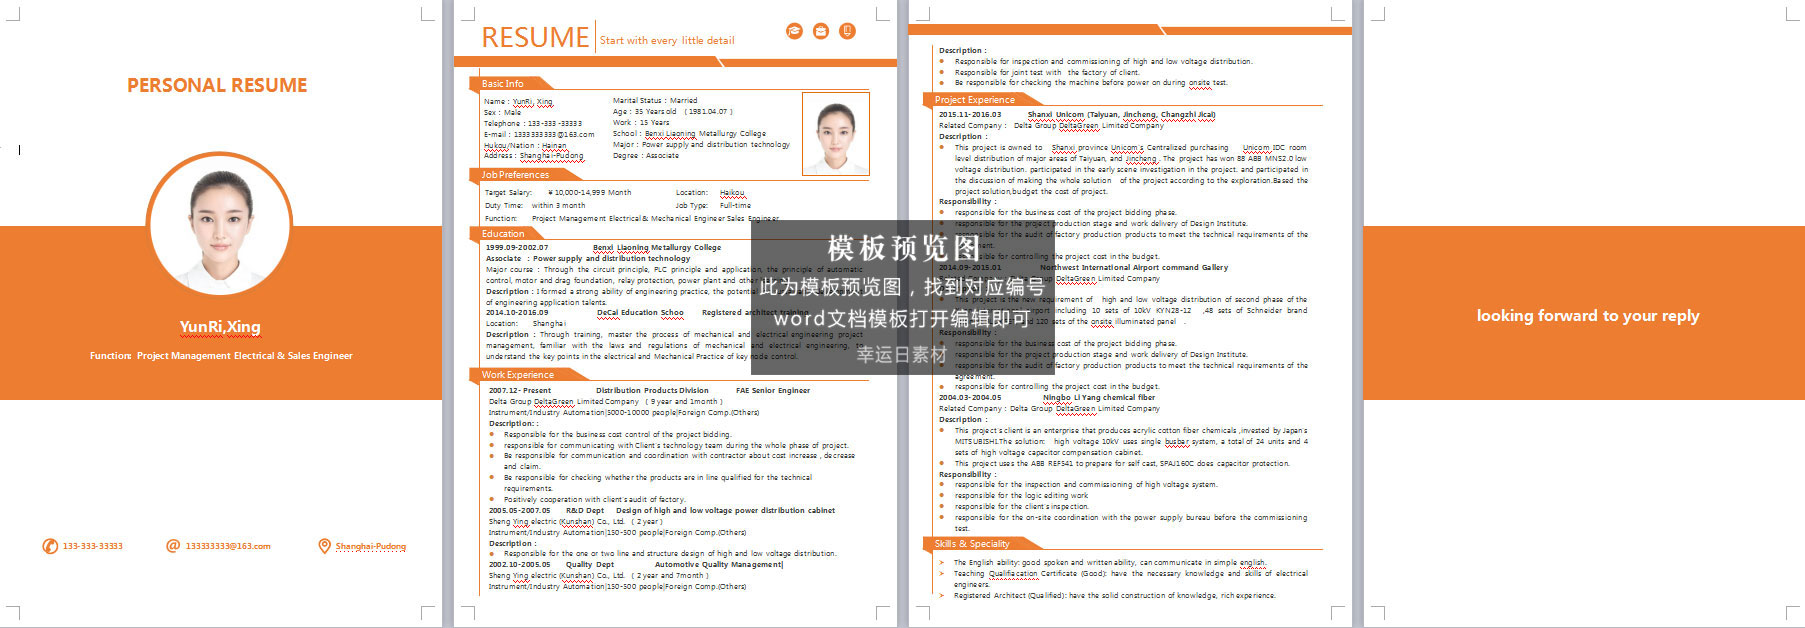 PERSONAL RESUME
YunRi,Xing
Function: Project Management Electrical & Sales Engineer
133-333-33333
133333333@163.com
Shanghai-Pudong
RESUME
Start with every little detail
Basic Info
Name : YunRi, Xing
Sex : Male
Telephone : 133-333 -33333
E-mail : 1333333333@163.com
Hukou/Nation : Hainan
Address : Shanghai-Pudong
Marital Status : Married
Age : 35 Years old ( 1981.04.07 )
Work : 15 Years
School : Benxi Liaoning Metallurgy College
Major : Power supply and distribution technology
Degree : Associate
Job Preferences
Target Salary: ¥ 10,000-14,999 Month Location: Haikou
Duty Time: within 3 month Job Type: Full-time
Function: Project Management Electrical & Mechanical Engineer Sales Engineer
Education
1999.09-2002.07 Benxi Liaoning Metallurgy College
Associate : Power supply and distribution technology
Major course : Through the circuit principle, PLC principle and application, the principle of automatic
control, motor and drag foundation, relay protection, power plant and other
Description : I formed a strong ability of engineering practice, the potential
of engineering application talents.
2014.10-2016.09 DeCal Education Schoo Registered architect training
Location: Shanghai
Description : Through training, master the process of mechanical and electrical engineering project
management, familiar with the laws and regulations of mechanical and electrical engineering, to
understand the key points in the electrical and Mechanical Practice of key node control.
Work Experience
2007.12- Present Distribution Products Division FAE Senior Engineer
Delta Group DeltaGreen Limited Company ( 9 year and 1month )
Instrument/Industry Automation|5000-10000 people|Foreign Comp.(Others)
Description: :
Responsible for the business cost control of the project bidding.
responsible for communicating with Client's technology team during the whole phase of project.
Be responsible for communication and coordination with contractor about cost increase , decrease
and claim.
Be responsible for checking whether the products are in line qualified for the technical
requirements.
Positively cooperation with client's audit of factory.
2005.05-2007.05 R&D Dept Design of high and low voltage power distribution cabinet
Sheng Ying electric (Kunshan) Co., Ltd. ( 2 year )
Instrument/Industry Automation|150-500 people|Foreign Comp.(Others)
Description :
Responsible for the one or two line and structure design of high and low voltage distribution.
2002.10-2005.05 Quality Dept Automotive Quality Management|
Sheng Ying electric (Kunshan) Co., Ltd. ( 2 year and 7month )
Instrument/Industry Automation|150-500 people|Foreign Comp.(Others)
Description :
Responsible for inspection and commissioning of high and low voltage distribution.
Responsible for joint test with the factory of client.
Be responsible for checking the machine before power on during onsite test.
Project Experience
2015.11-2016.03 Shanxi Unicom (Taiyuan, Jincheng, Changzhi Jical)
Related Company : Delta Group DeltaGreen Limited Company
Description :
This project is owned to Shanxi province Unicom's Centralized purchasing Unicom IDC room
level distribution of major areas of Taiyuan, and Jincheng . The project has won 88 ABB MNS2.0 low
voltage distribution. participated in the early scene investigation in the project, and participated in
the discussion of making the whole solution of the project according to the exploration.Based the
project solution,budget the cost of project.
Responsibility :
responsible for the business cost of the project bidding phase.
responsible for the project production stage and work delivery of Design Institute.
responsible for the audit of factory production products to meet the technical requirements of the
responsible for controlling the project cost in the budget.
2014.09-2015.01 Northwest International Airport command Gallery
Related Company : Delta Group DeltaGreen Limited Company
This project is the new requirement of high and low voltage distribution of second phase of the
airport including 10 sets of 10kV KYN28-12 ,48 sets of Schneider brand
and 120 sets of the onsite illuminated panel .
Responsibility :
responsible for the business cost of the project bidding phase.
responsible for the project production stage and work delivery of Design Institute.
responsible for the audit of factory production products to meet the technical requirements of the
agreement.
responsible for controlling the project cost in the budget.
2004.03-2004.05 Ningbo Li Yang chemical fiber
Related Company : Delta Group DeltaGreen Limited Company
Description :
This project's client is an enterprise that produces acrylic cotton fiber chemicals ,invested by Japan's
MITSUBISHI.The solution: high voltage 10kV uses single busbar system, a total of 24 units and 4
sets of high voltage capacitor compensation cabinet.
This project uses the ABB REF541 to prepare for self cast, SPAJ160C does capacitor protection.
Responsibility :
responsible for the inspection and commissioning of high voltage system.
responsible for the logic editing work
responsible for the client's inspection.
responsible for the on-site coordination with the power supply bureau before the commissioning
test.
Skills & Speciality
The English ability: good spoken and written ability, can communicate in simple english.
Teaching Qualifiacation Certificate (Good): have the necessary knowledge and skills of electrical
engineers.
Registered Architect (Qualified): have the solid construction of knowledge, rich experience.
looking forward to your reply
模板预览图
此为模板预览图，找到对应编号
word文档模板打开编辑即可
幸运日素材